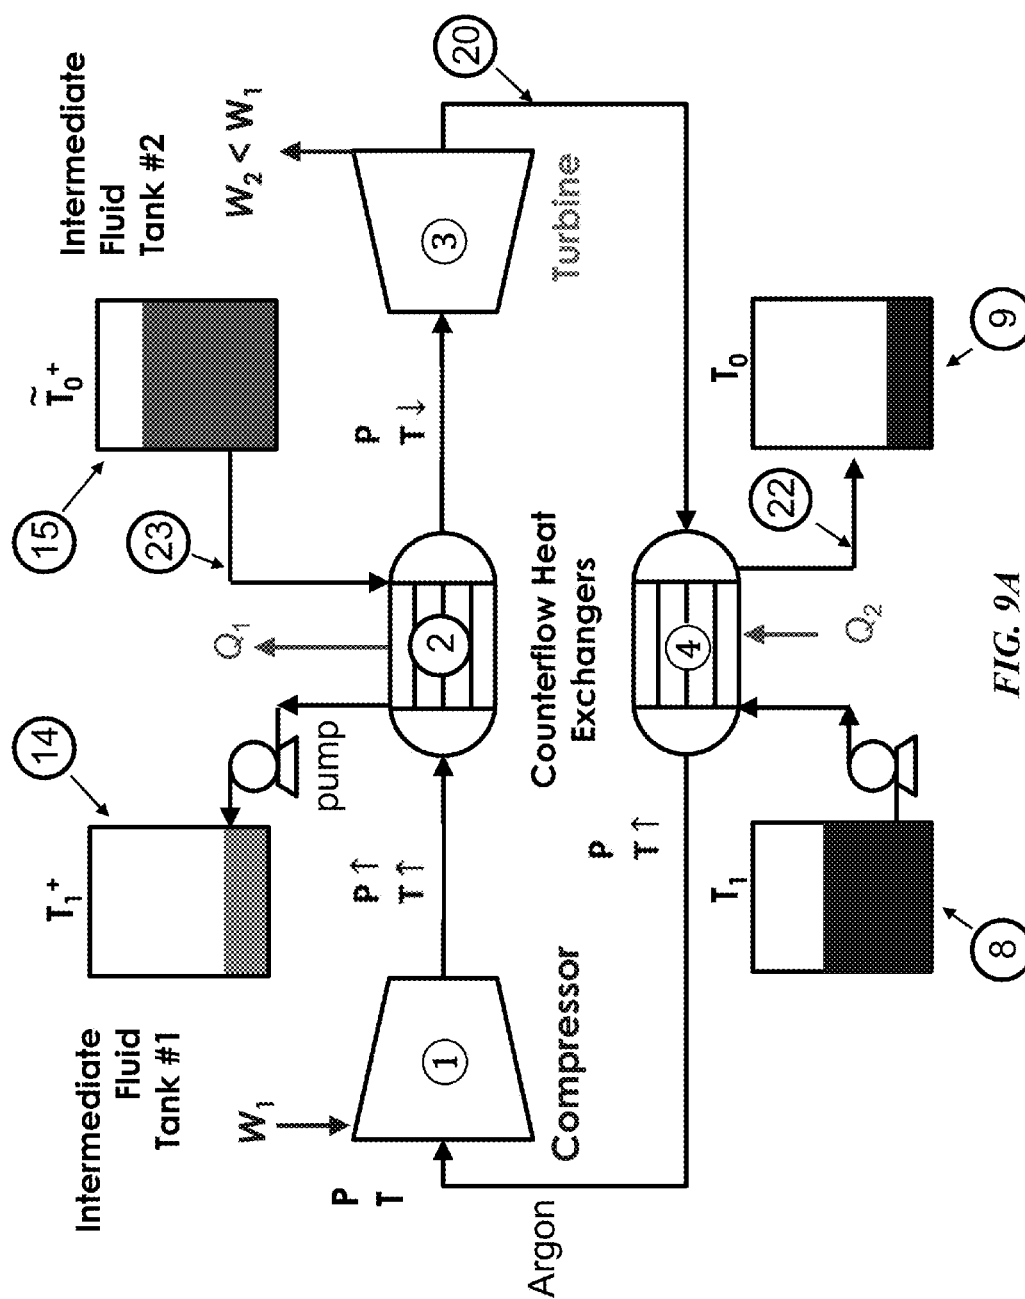 Intermediate
Fluid
Tank #1
T₁⁺
14
15
T̃₀⁺
Intermediate
Fluid
Tank #2
W₁
pump
Q₁
23
W₂ < W₁
P
T
P↑
T↑
P
T↓
1
2
3
20
Compressor
Counterflow Heat
Exchangers
Turbine
Argon
P
T↑
4
T₁
8
Q₂
22
T₀
9
FIG. 9A